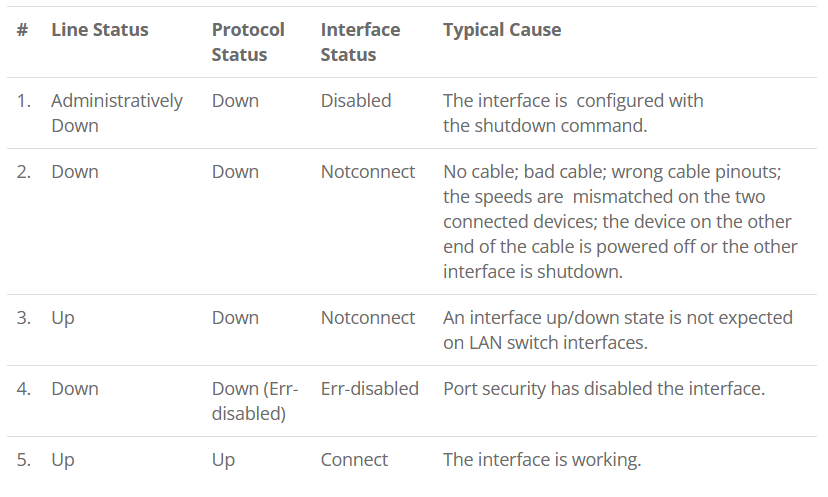 # Line Status Protocol Status Interface Status Typical Cause
1. Administratively Down Down Disabled The interface is configured with the shutdown command.
2. Down Down Notconnect No cable; bad cable; wrong cable pinouts; the speeds are mismatched on the two connected devices; the device on the other end of the cable is powered off or the other interface is shutdown.
3. Up Down Notconnect An interface up/down state is not expected on LAN switch interfaces.
4. Down Down (Err-disabled) Err-disabled Port security has disabled the interface.
5. Up Up Connect The interface is working.